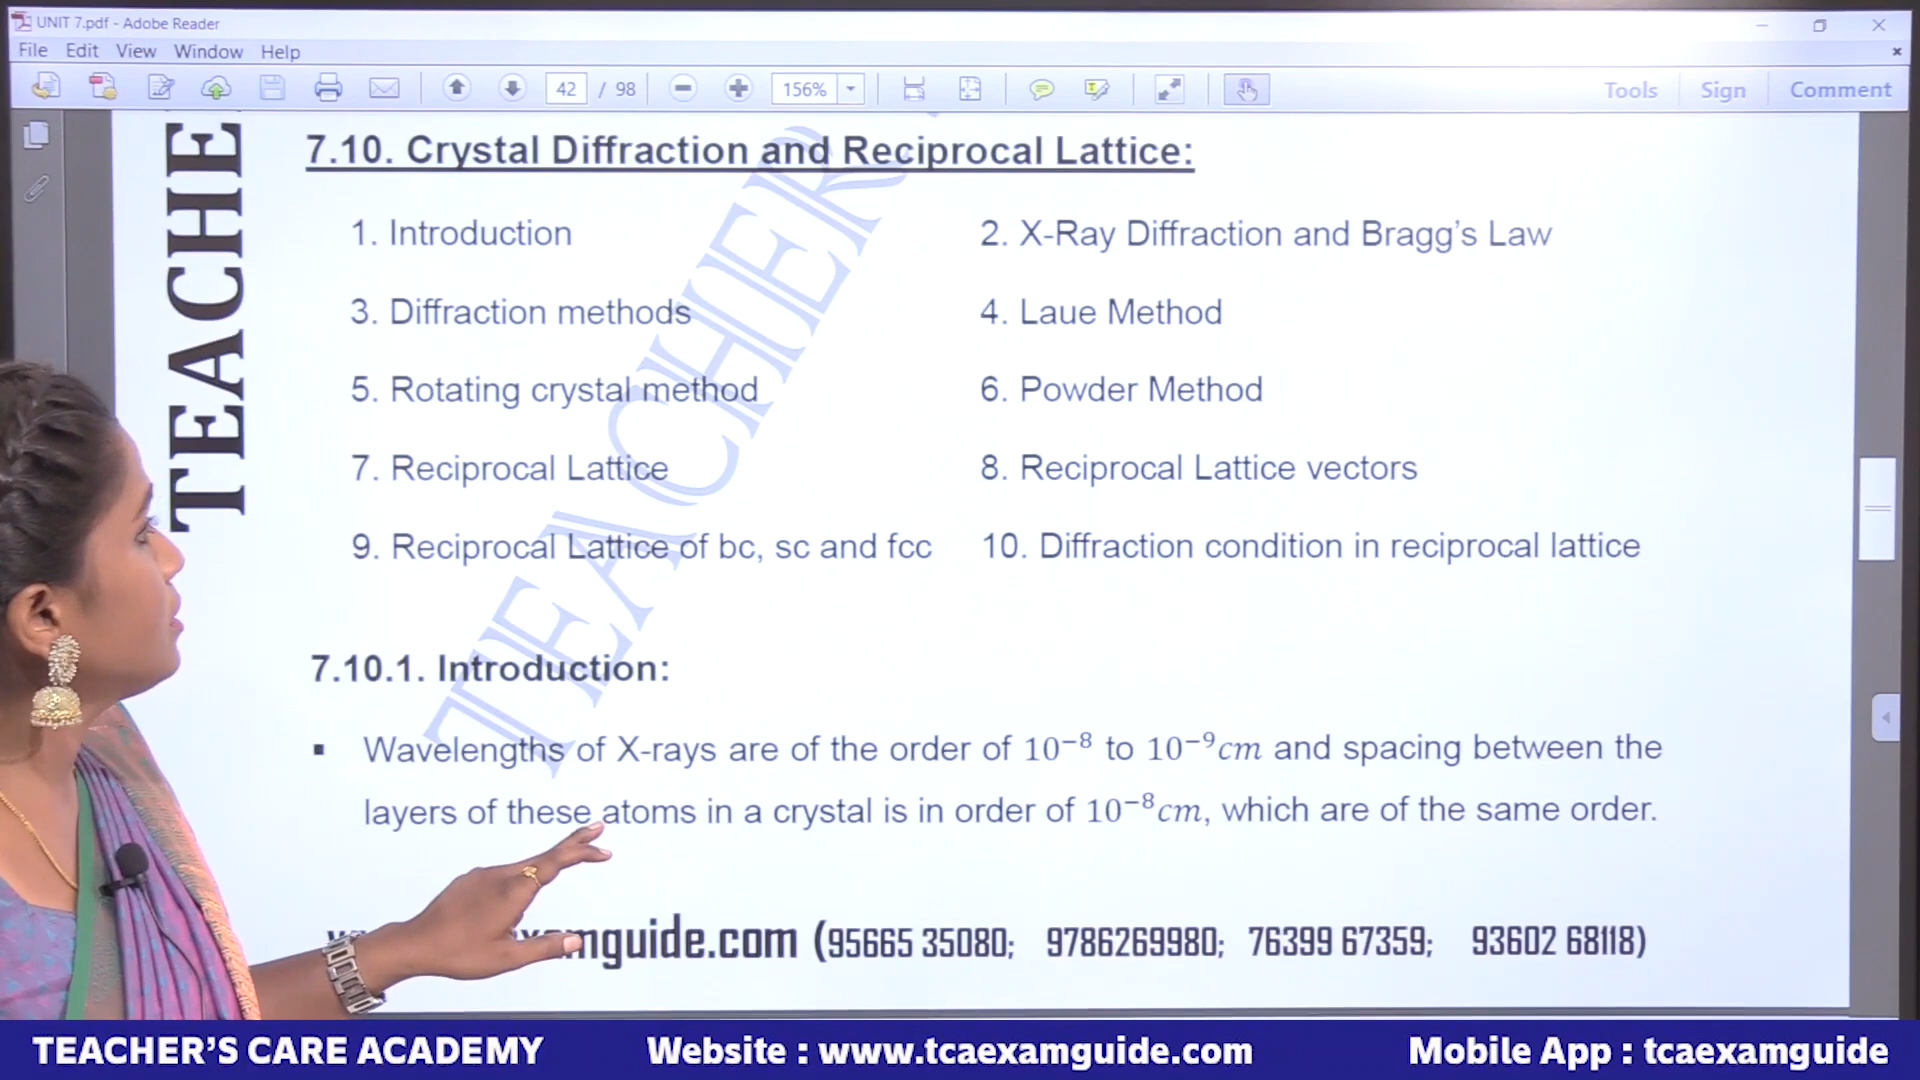 UNIT 7.pdf - Adobe Reader
File Edit View Window Help
42 / 98 156% Tools Sign Comment
TEACHE
TEACHER
7.10. Crystal Diffraction and Reciprocal Lattice:
1. Introduction
2. X-Ray Diffraction and Bragg's Law
3. Diffraction methods
4. Laue Method
5. Rotating crystal method
6. Powder Method
7. Reciprocal Lattice
8. Reciprocal Lattice vectors
9. Reciprocal Lattice of bc, sc and fcc
10. Diffraction condition in reciprocal lattice
7.10.1. Introduction:
▪ Wavelengths of X-rays are of the order of 10⁻⁸ to 10⁻⁹cm and spacing between the
layers of these atoms in a crystal is in order of 10⁻⁸cm, which are of the same order.
mguide.com (95665 35080; 9786269980; 76399 67359; 93602 68118)
TEACHER'S CARE ACADEMY Website : www.tcaexamguide.com Mobile App : tcaexamguide